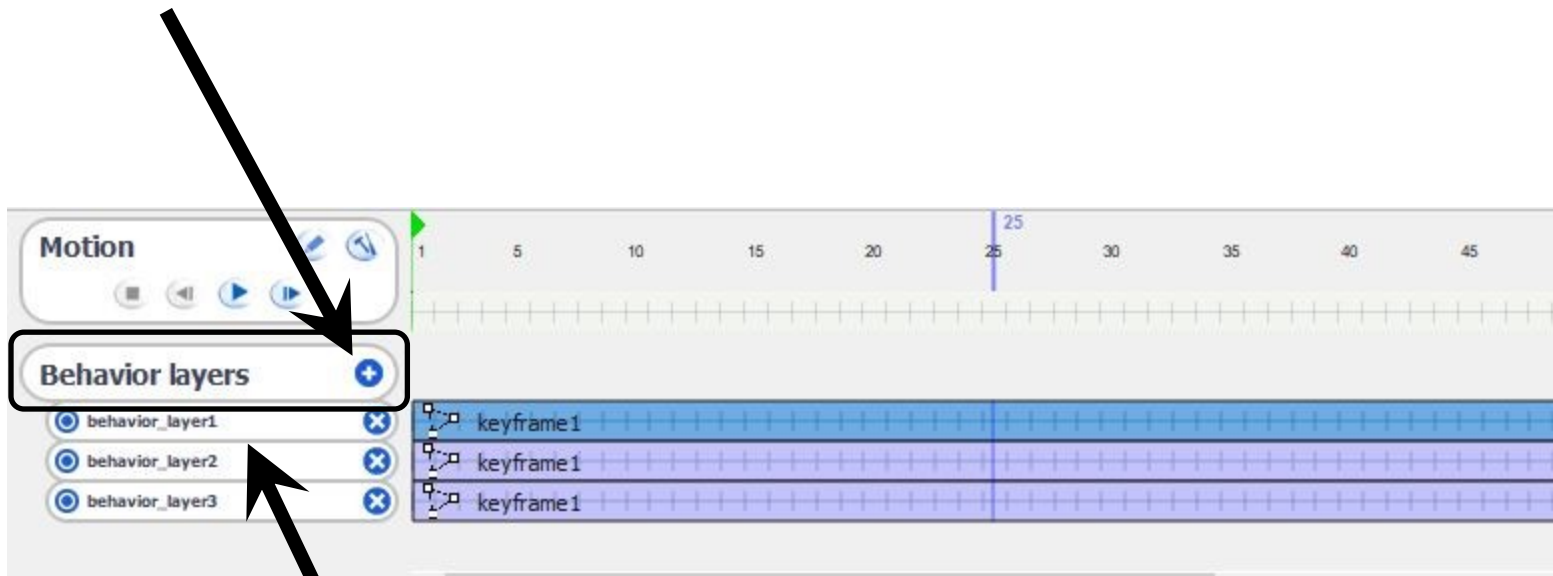 25
Motion
1 5 10 15 20 25 30 35 40 45
Behavior layers
behavior_layer1 keyframe1
behavior_layer2 keyframe1
behavior_layer3 keyframe1